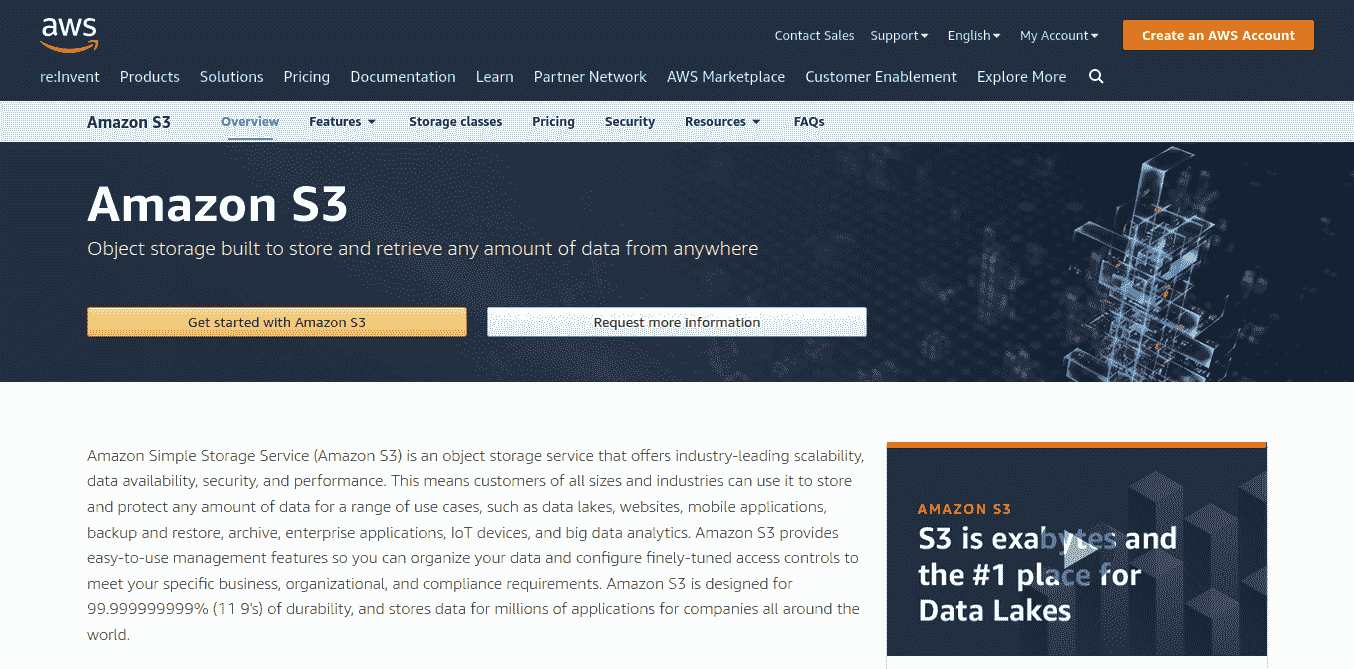 aws
Contact Sales Support English My Account Create an AWS Account
re:Invent Products Solutions Pricing Documentation Learn Partner Network AWS Marketplace Customer Enablement Explore More
Amazon S3 Overview Features Storage classes Pricing Security Resources FAQs
Amazon S3
Object storage built to store and retrieve any amount of data from anywhere
Get started with Amazon S3 Request more information
Amazon Simple Storage Service (Amazon S3) is an object storage service that offers industry-leading scalability,
data availability, security, and performance. This means customers of all sizes and industries can use it to store
and protect any amount of data for a range of use cases, such as data lakes, websites, mobile applications,
backup and restore, archive, enterprise applications, IoT devices, and big data analytics. Amazon S3 provides
easy-to-use management features so you can organize your data and configure finely-tuned access controls to
meet your specific business, organizational, and compliance requirements. Amazon S3 is designed for
99.999999999% (11 9's) of durability, and stores data for millions of applications for companies all around the
world.
AMAZON S3
S3 is exabytes and
the #1 place for
Data Lakes